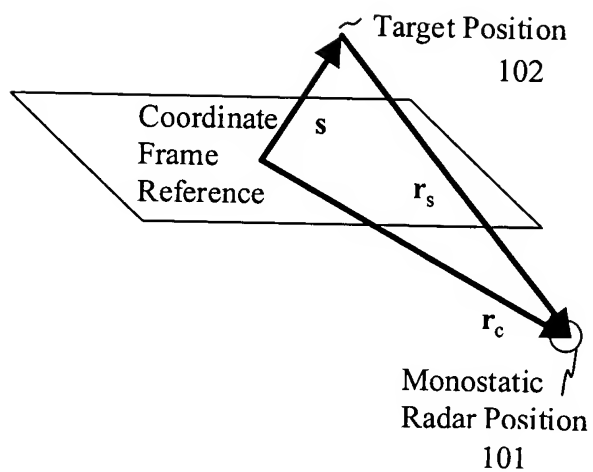 Target Position
102
Coordinate
Frame
Reference
s
r_s
r_c
Monostatic
Radar Position
101